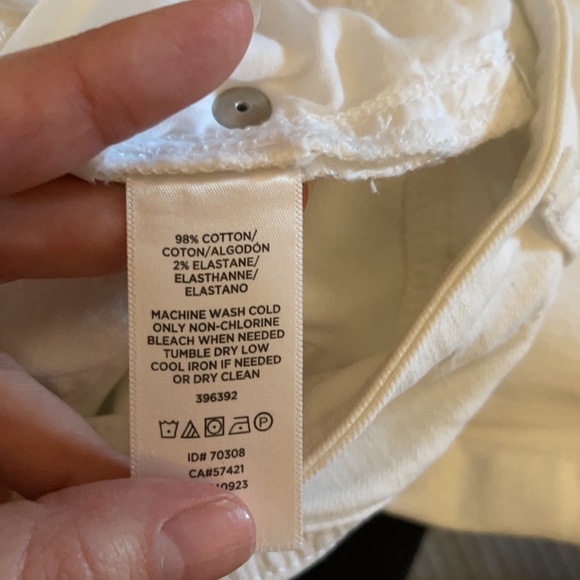 98% COTTON/
COTON/ALGODÓN
2% ELASTANE/
ELASTHANNE/
ELASTANO
MACHINE WASH COLD
ONLY NON-CHLORINE
BLEACH WHEN NEEDED
TUMBLE DRY LOW
COOL IRON IF NEEDED
OR DRY CLEAN
396392
P
ID# 70308
CA#57421